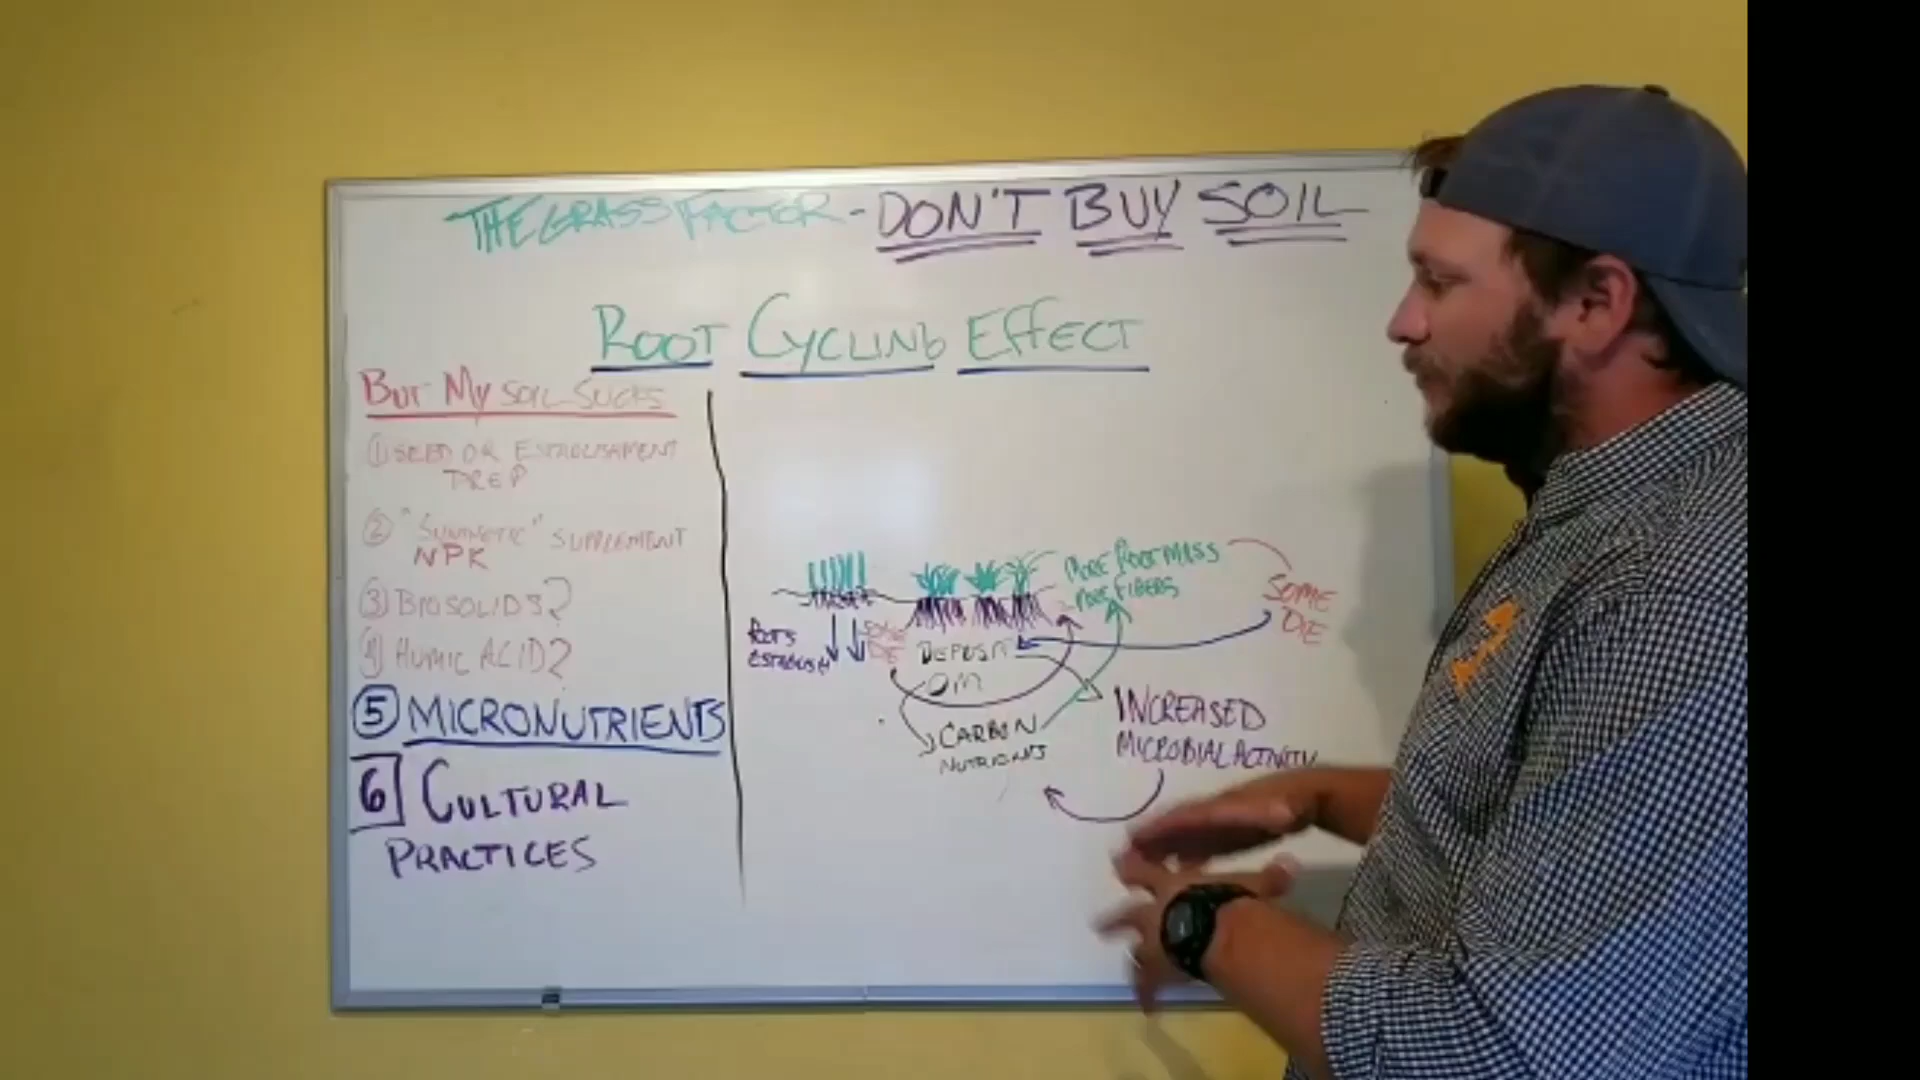 THE GRASS FACTOR - DON'T BUY SOIL
ROOT CYCLING EFFECT
BUT MY SOIL SUCKS
① SEED OR ESTABLISHMENT
PREP
② "SYNTHETIC" SUPPLEMENT
NPK
③ BIOSOLIDS?
④ HUMIC ACID?
⑤ MICRONUTRIENTS
6 CULTURAL
PRACTICES
MORE ROOT MASS
MORE FIBERS
SOME
DIE
ROOTS
ESTABLISH
SOME
DIE
DEPOSIT
OM
CARBON
NUTRIENTS
INCREASED
MICROBIAL ACTIVITY